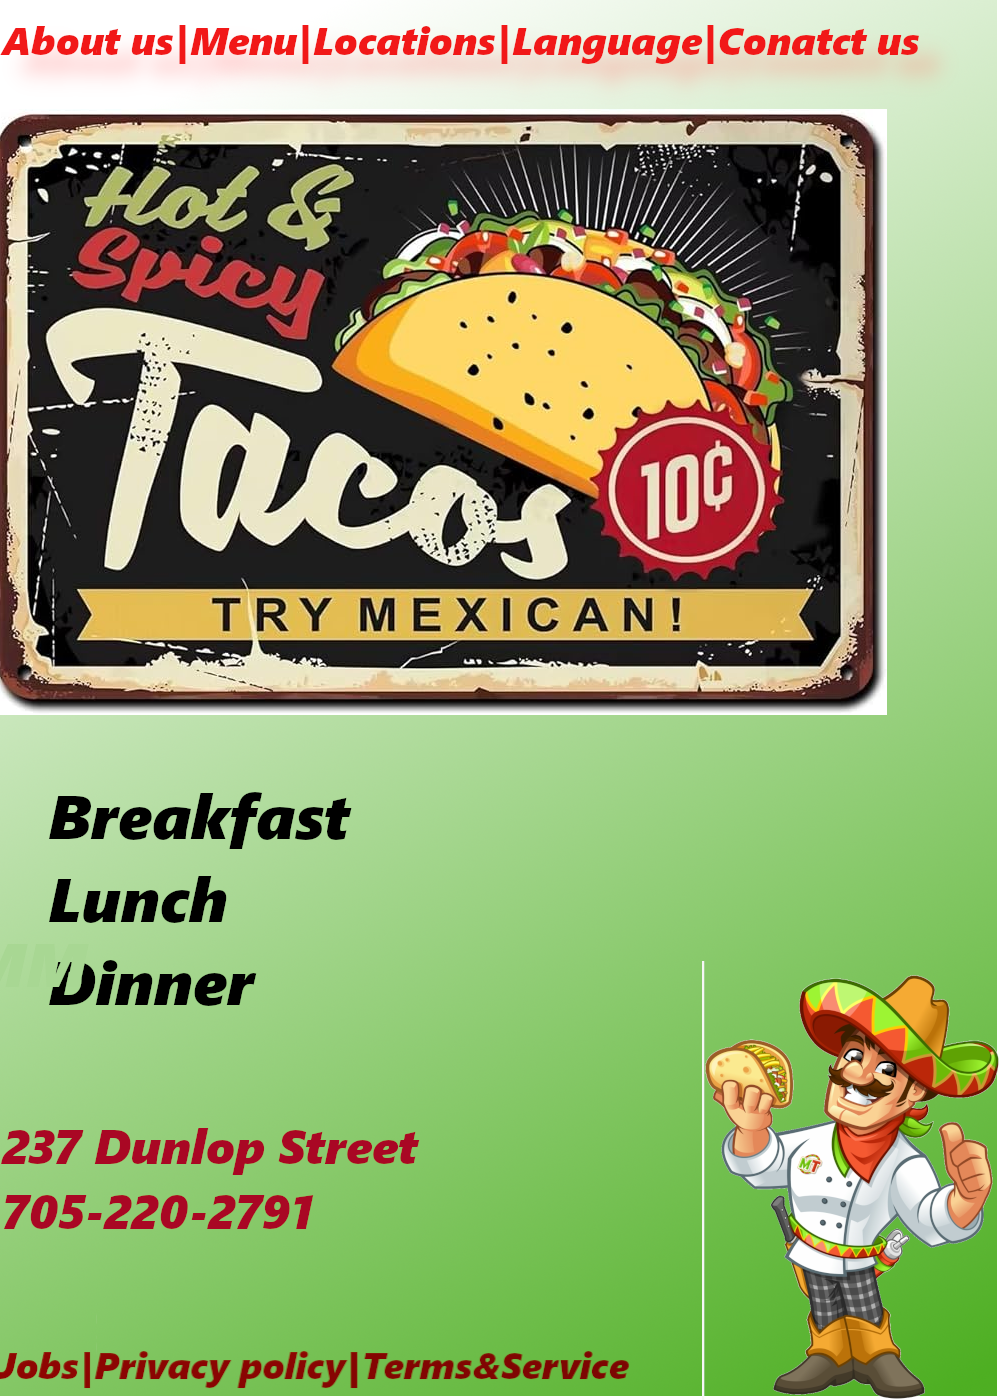 About us|Menu|Locations|Language|Conatct us
Hot &
Spicy
Tacos
10¢
TRY MEXICAN!
Breakfast
Lunch
Dinner
MT
237 Dunlop Street
705-220-2791
Jobs|Privacy policy|Terms&Service